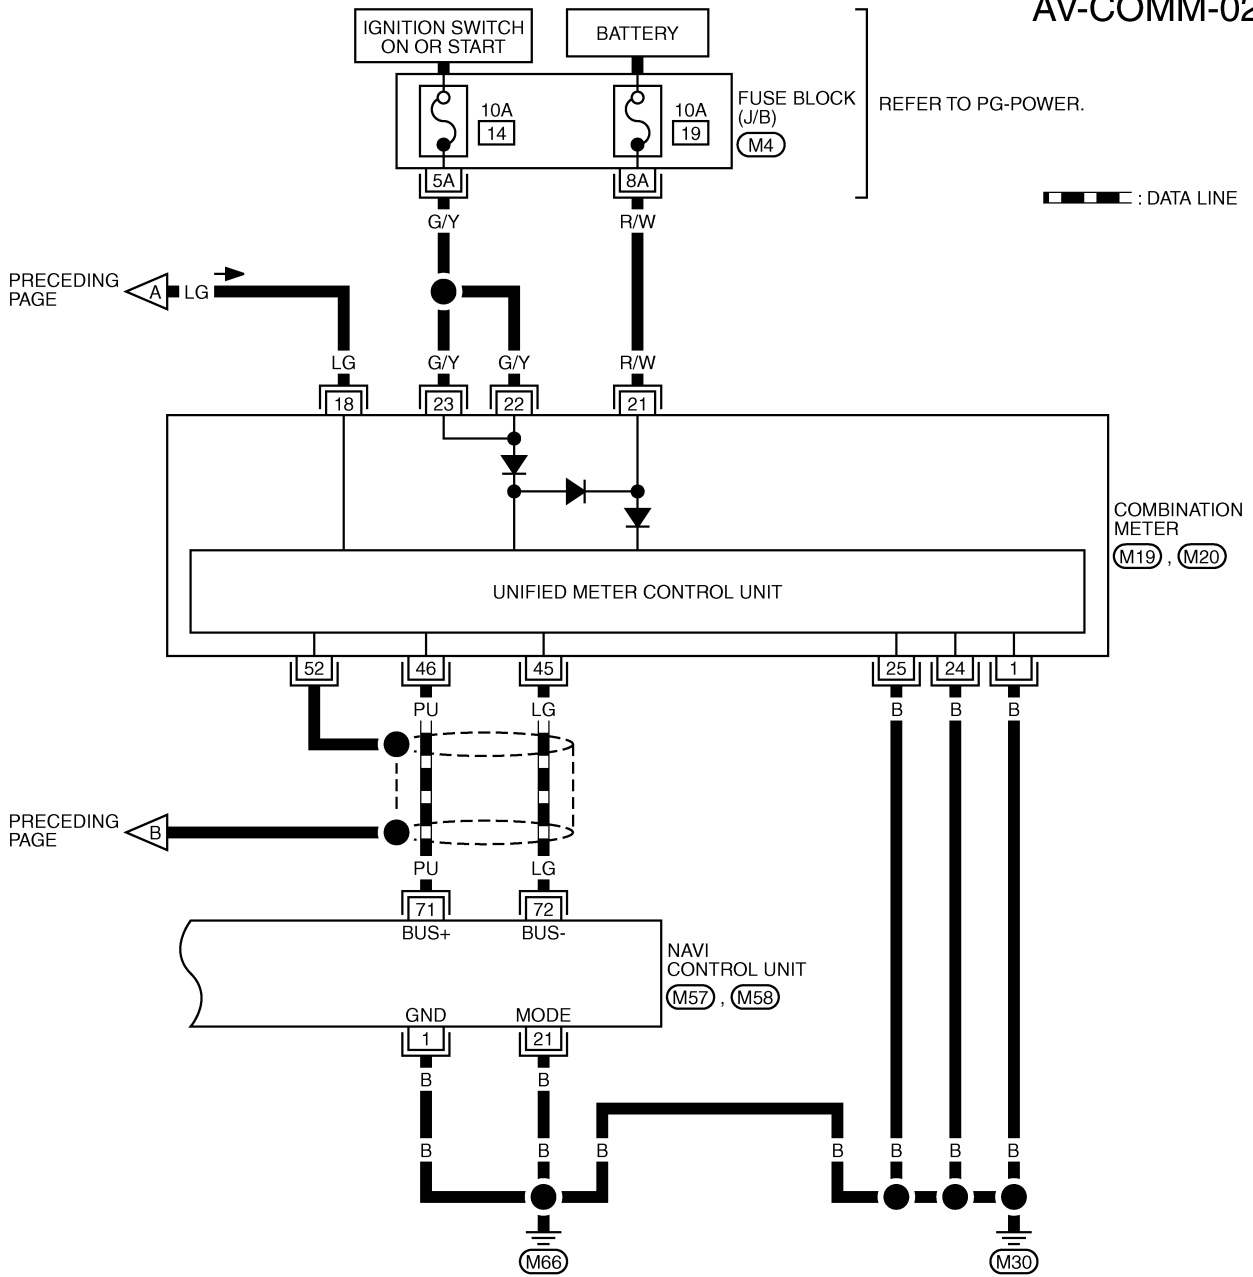 AV-COMM-02
IGNITION SWITCH
ON OR START
BATTERY
10A
14
10A
19
FUSE BLOCK
(J/B)
M4
REFER TO PG-POWER.
5A
8A
: DATA LINE
G/Y
R/W
PRECEDING
PAGE
A
LG
LG
G/Y
G/Y
R/W
18
23
22
21
COMBINATION
METER
M19 , M20
UNIFIED METER CONTROL UNIT
52
46
45
25
24
1
PU
LG
B
B
B
PRECEDING
PAGE
B
PU
LG
71
72
BUS+
BUS-
NAVI
CONTROL UNIT
M57 , M58
GND
MODE
1
21
B
B
B
B
B
B
B
B
B
M66
M30